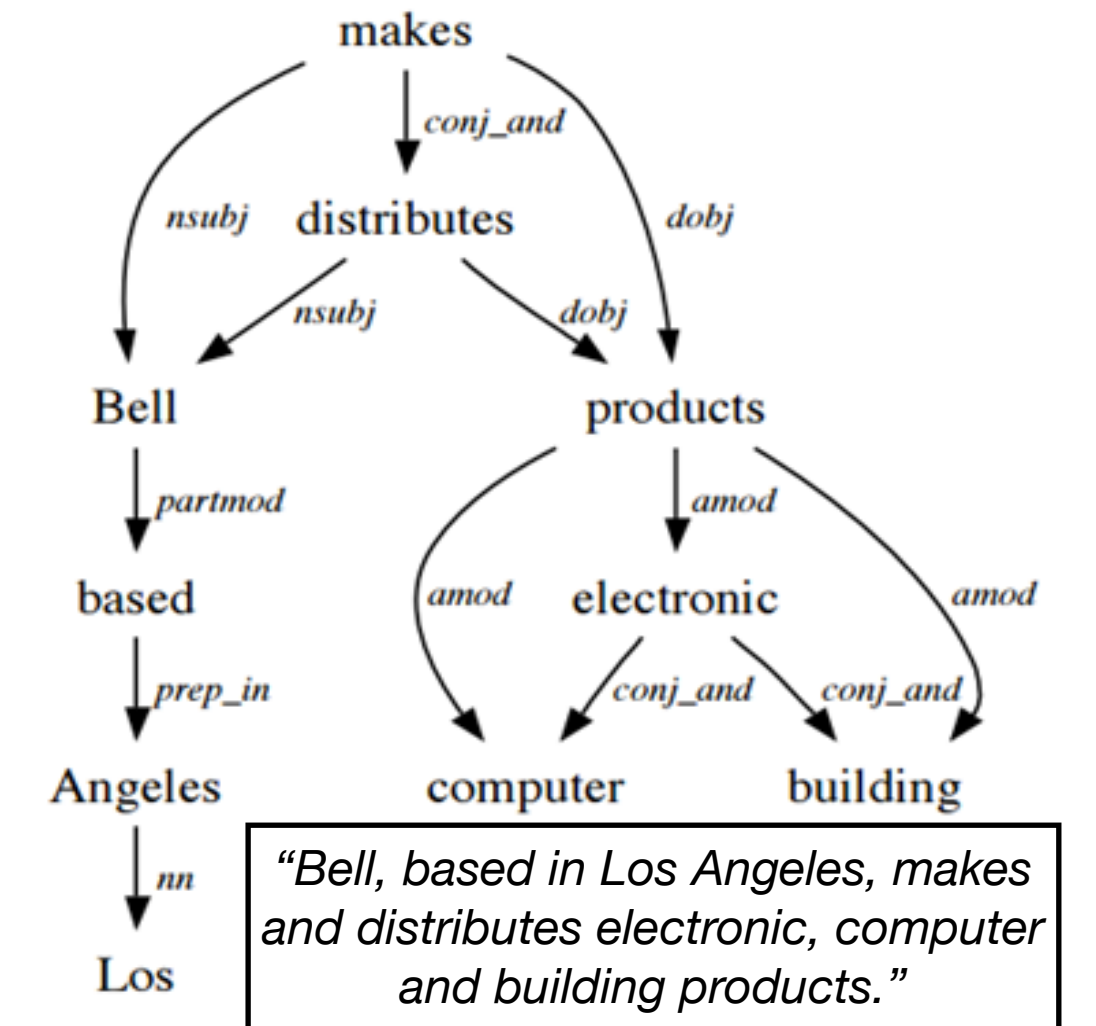 makes
conj_and
nsubj distributes dobj
nsubj dobj
Bell products
partmod amod
based amod electronic amod
prep_in conj_and conj_and
Angeles computer building
nn
Los
“Bell, based in Los Angeles, makes
and distributes electronic, computer
and building products.”